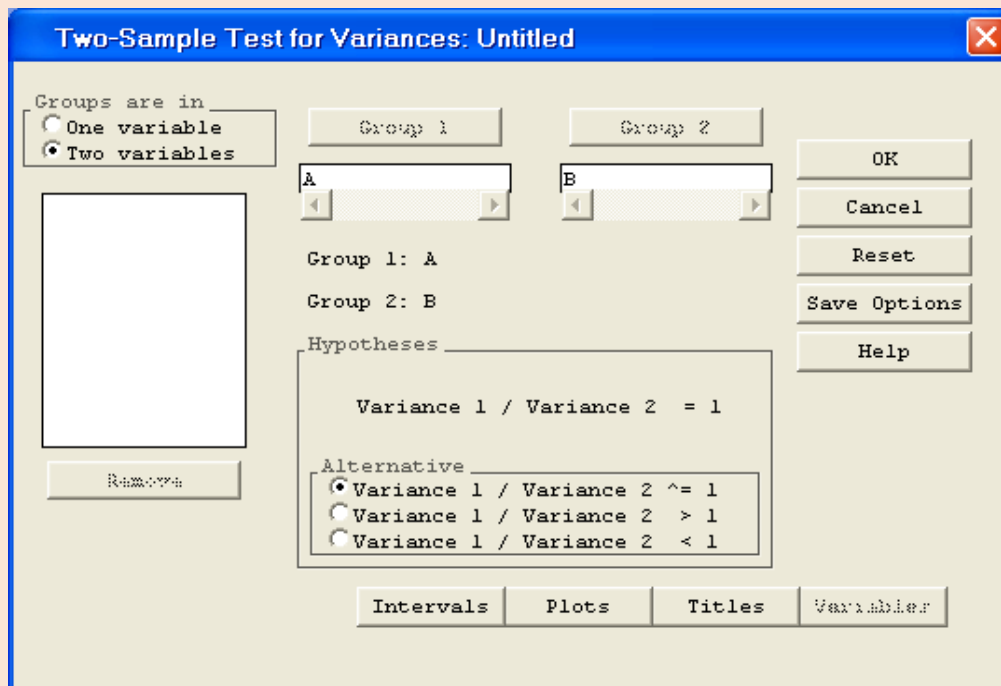 Two-Sample Test for Variances: Untitled
Groups are in
One variable
Two variables
Group 1
Group 2
A
B
Group 1: A
Group 2: B
OK
Cancel
Reset
Save Options
Help
Remove
Hypotheses
Variance 1 / Variance 2 = 1
Alternative
Variance 1 / Variance 2 ^= 1
Variance 1 / Variance 2 > 1
Variance 1 / Variance 2 < 1
Intervals
Plots
Titles
Variables